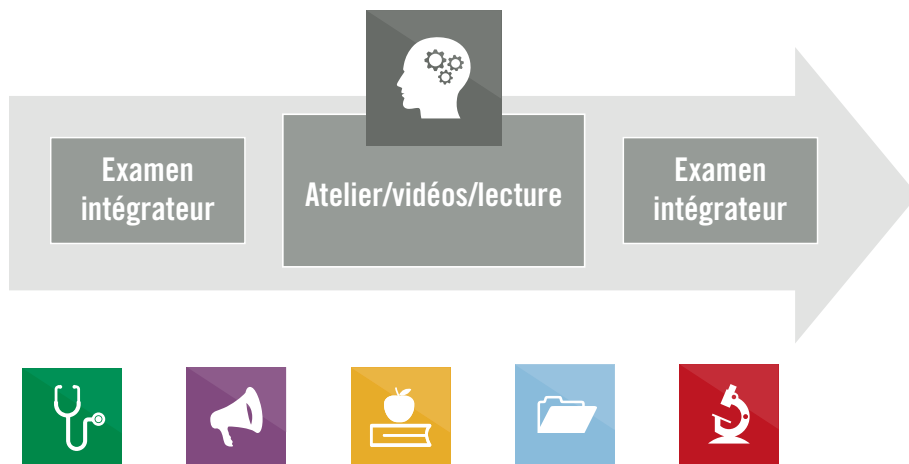 Examen
intégrateur
Atelier/vidéos/lecture
Examen
intégrateur